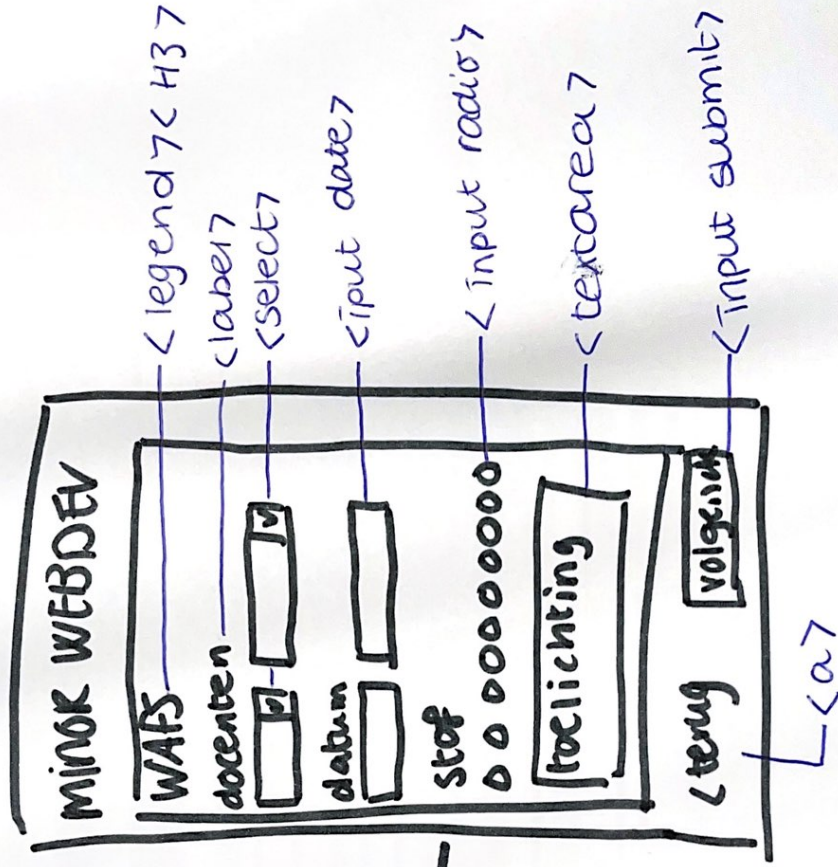 MINOR WEBDEV
WAFS <legend> <H3>
docenten <label>
<select>
datum <iput date>
stof
<input radio>
toelichting <textarea>
< terug volgende <input submit>
<a>